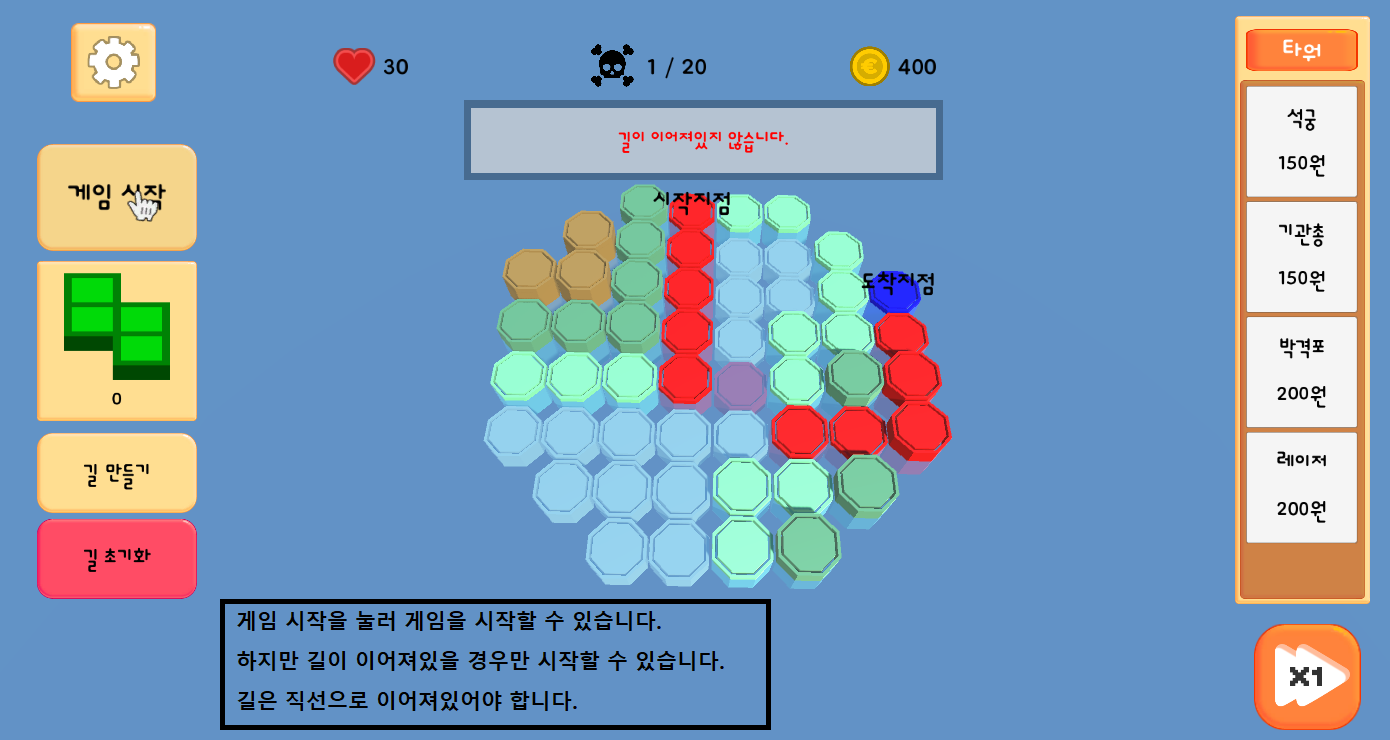 30
1 / 20
400
타워
길이 이어져있지 않습니다.
게임 시작
시작지점
도착지점
석궁
150원
기관총
150원
박격포
200원
레이저
200원
0
길 만들기
길 초기화
게임 시작을 눌러 게임을 시작할 수 있습니다.
하지만 길이 이어져있을 경우만 시작할 수 있습니다.
길은 직선으로 이어져있어야 합니다.
X1